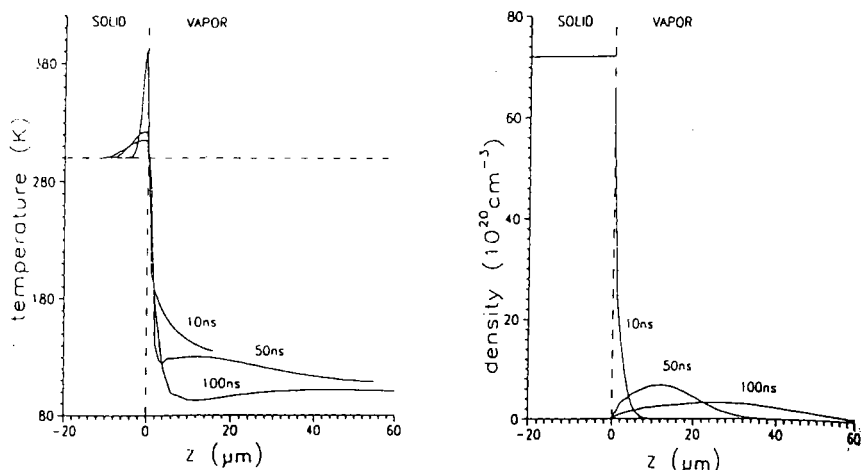 SOLID VAPOR
temperature (K)
380
280
180
80
10ns
50ns
100ns
-20 0 20 40 60
z (μm)
SOLID VAPOR
density (10²⁰cm⁻³)
80
60
40
20
0
10ns
50ns
100ns
-20 0 20 40 60
z (μm)